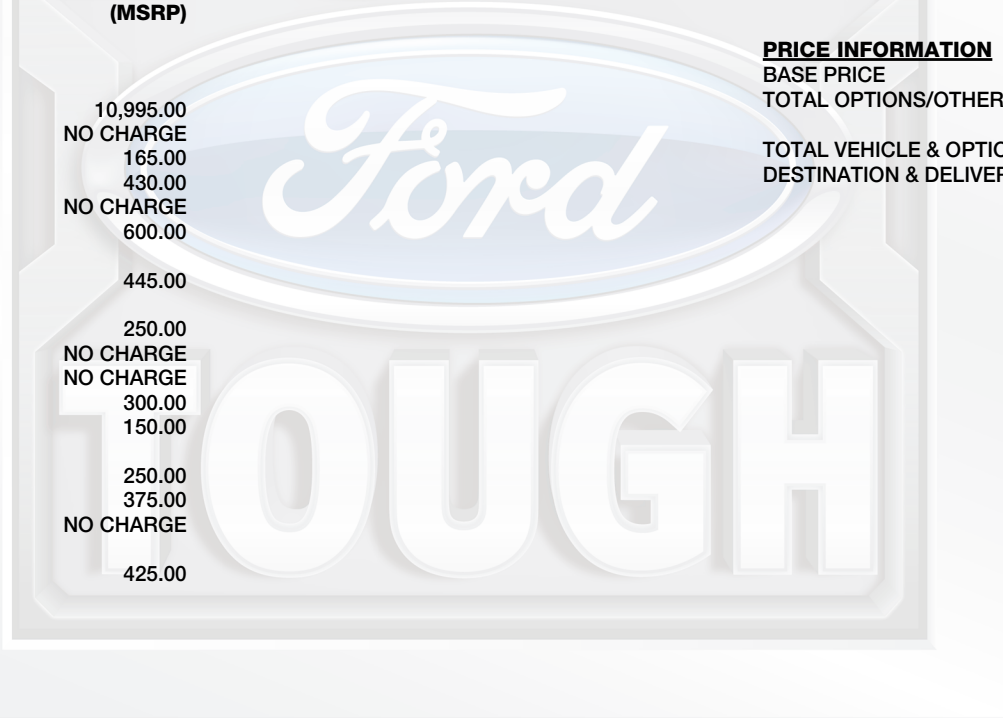 (MSRP)
10,995.00
NO CHARGE
165.00
430.00
NO CHARGE
600.00
445.00
250.00
NO CHARGE
NO CHARGE
300.00
150.00
250.00
375.00
NO CHARGE
425.00
PRICE INFORMATION
BASE PRICE
TOTAL OPTIONS/OTHER
TOTAL VEHICLE & OPTIO
DESTINATION & DELIVER
Ford
TOUGH